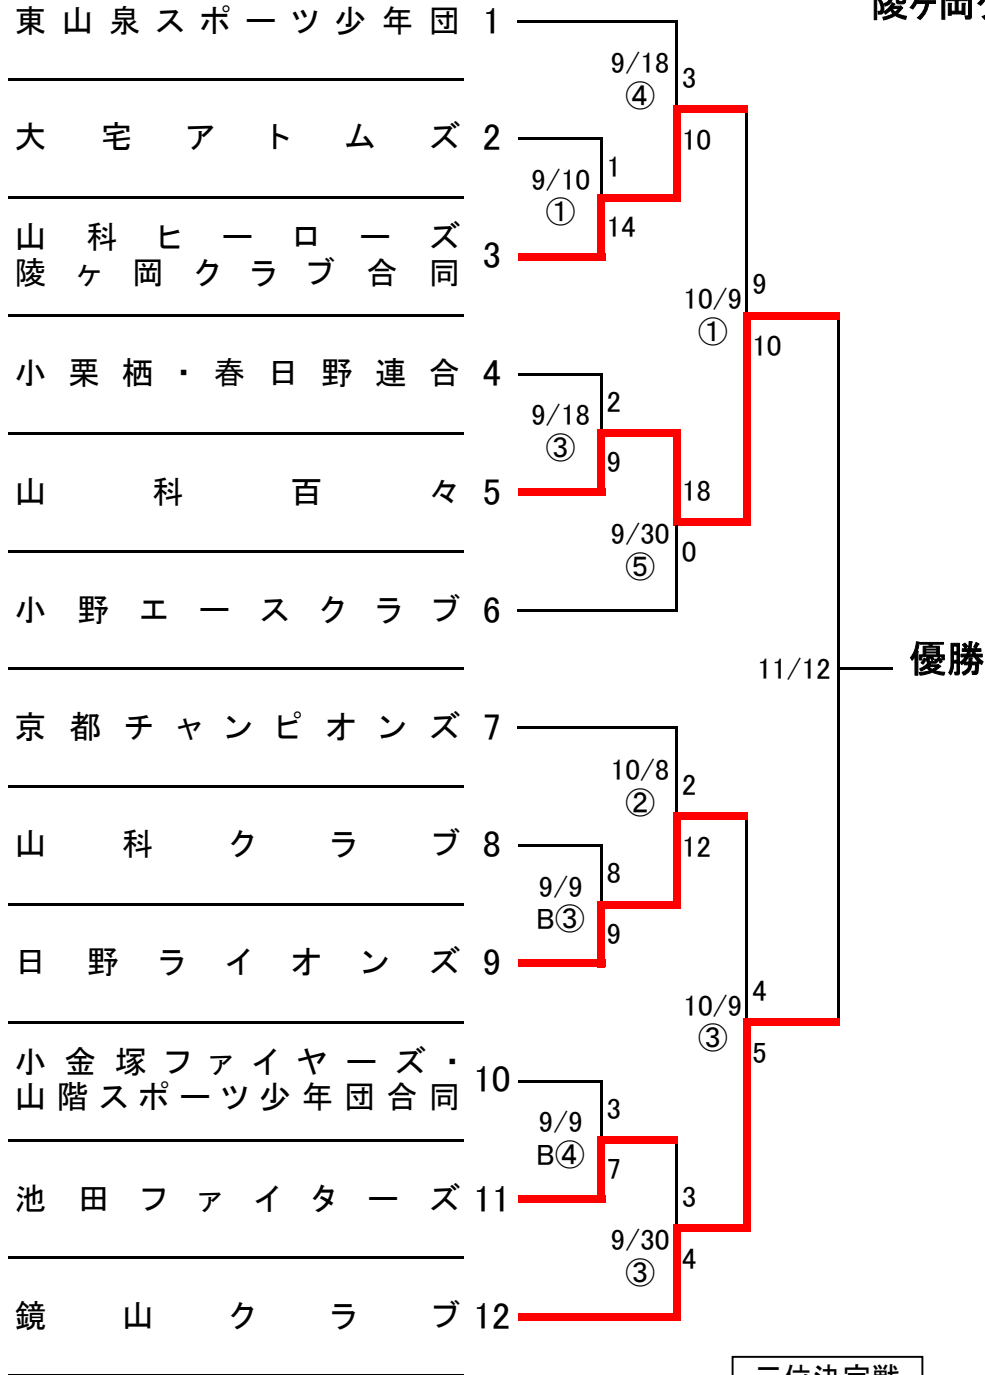 東山泉スポーツ少年団 1
陵ヶ岡ク
9/18
④
3
10
大宅アトムズ 2
9/10
①
1
14
山科ヒーローズ
陵ヶ岡クラブ合同
3
10/9
①
9
10
小栗栖・春日野連合 4
9/18
③
2
9
山科百々 5
18
9/30
⑤
0
小野エースクラブ 6
11/12
優勝
京都チャンピオンズ 7
10/8
②
2
12
山科クラブ 8
9/9
B③
8
9
日野ライオンズ 9
10/9
③
4
5
小金塚ファイヤーズ・
山階スポーツ少年団合同
10
9/9
B④
3
7
池田ファイターズ 11
3
9/30
③
4
鏡山クラブ 12
三位決定戦